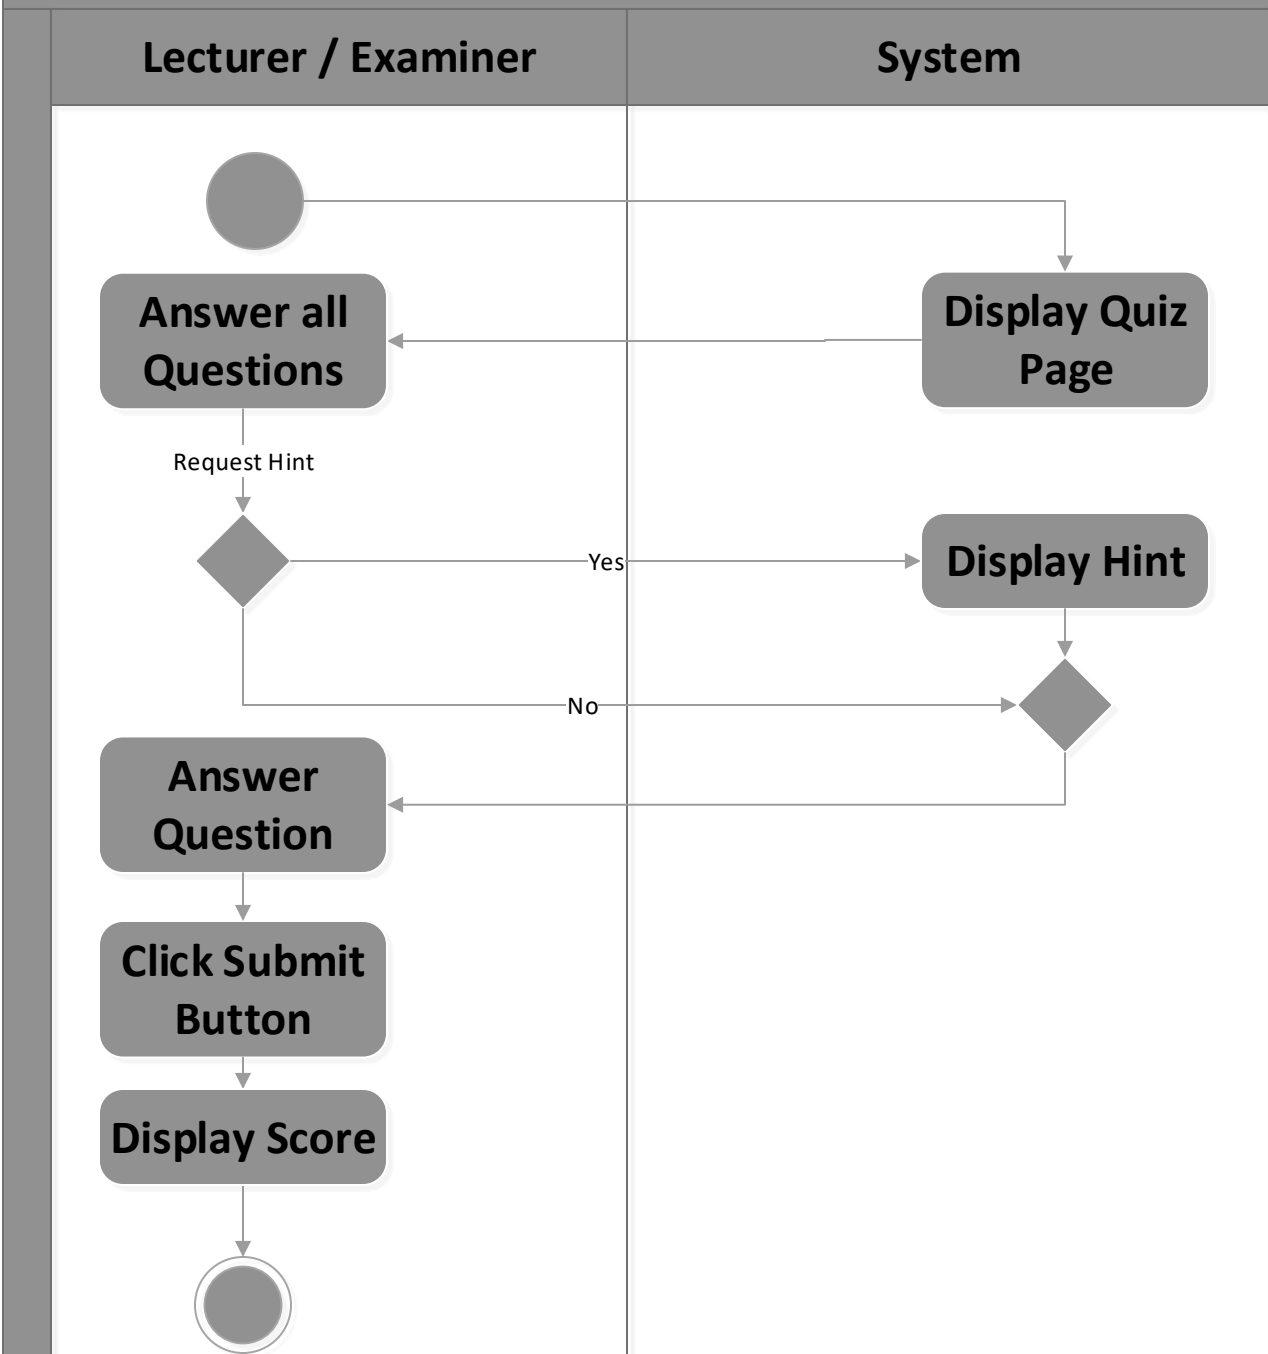 Lecturer / Examiner
System
Answer all
Questions
Display Quiz
Page
Request Hint
Yes
Display Hint
No
Answer
Question
Click Submit
Button
Display Score